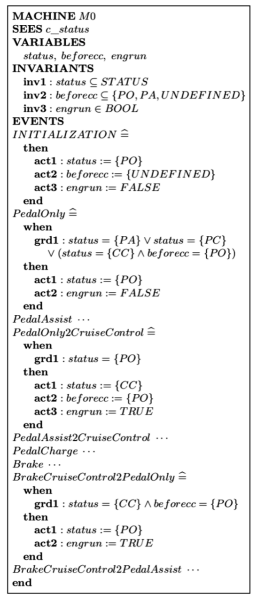 MACHINE M0
SEES c_status
VARIABLES
status, beforecc, engrun
INVARIANTS
inv1 : status ⊆ STATUS
inv2 : beforecc ⊆ {PO, PA, UNDEFINED}
inv3 : engrun ∈ BOOL
EVENTS
INITIALIZATION ≙
then
act1 : status := {PO}
act2 : beforecc := {UNDEFINED}
act3 : engrun := FALSE
end
PedalOnly ≙
when
grd1 : status = {PA} ∨ status = {PC}
∨ (status = {CC} ∧ beforecc = {PO})
then
act1 : status := {PO}
act2 : engrun := FALSE
end
PedalAssist ⋯
PedalOnly2CruiseControl ≙
when
grd1 : status = {PO}
then
act1 : status := {CC}
act2 : beforecc := {PO}
act3 : engrun := TRUE
end
PedalAssist2CruiseControl ⋯
PedalCharge ⋯
Brake ⋯
BrakeCruiseControl2PedalOnly ≙
when
grd1 : status = {CC} ∧ beforecc = {PO}
then
act1 : status := {PO}
act2 : engrun := TRUE
end
BrakeCruiseControl2PedalAssist ⋯
end